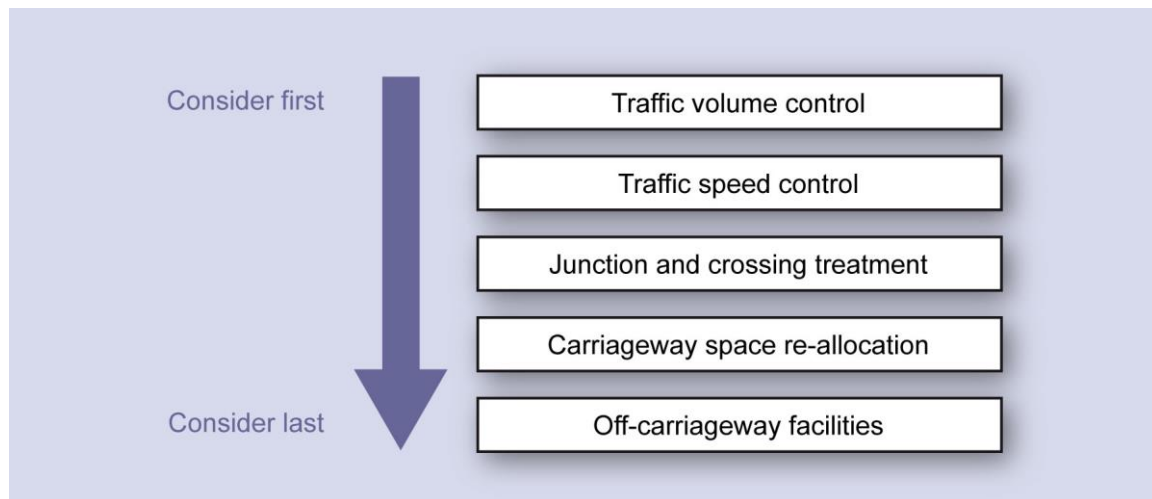 Consider first
Traffic volume control
Traffic speed control
Junction and crossing treatment
Carriageway space re-allocation
Consider last
Off-carriageway facilities